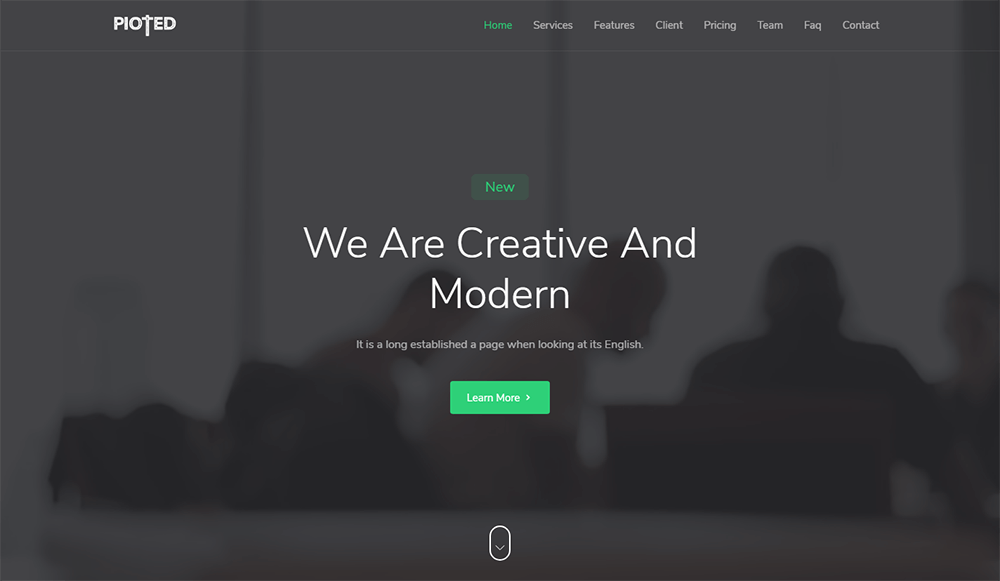 PIOTED
Home Services Features Client Pricing Team Faq Contact
New
We Are Creative And
Modern
It is a long established a page when looking at its English.
Learn More